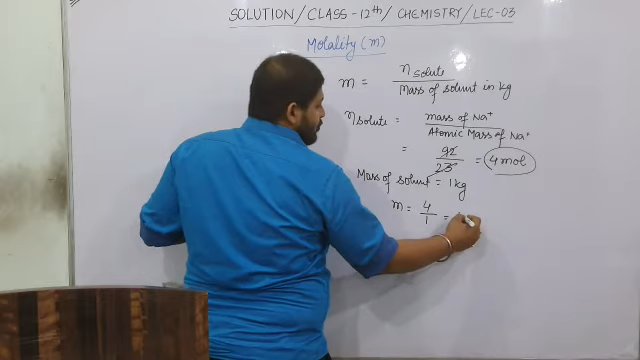 SOLUTION/CLASS-12th/CHEMISTRY/LEC-03
Molality (m)
m = n solute / Mass of solvent in kg
n solute = mass of Na+ / Atomic Mass of Na+
= 92 / 23 = 4 mol
Mass of solvent = 1 kg
m = 4 / 1 =